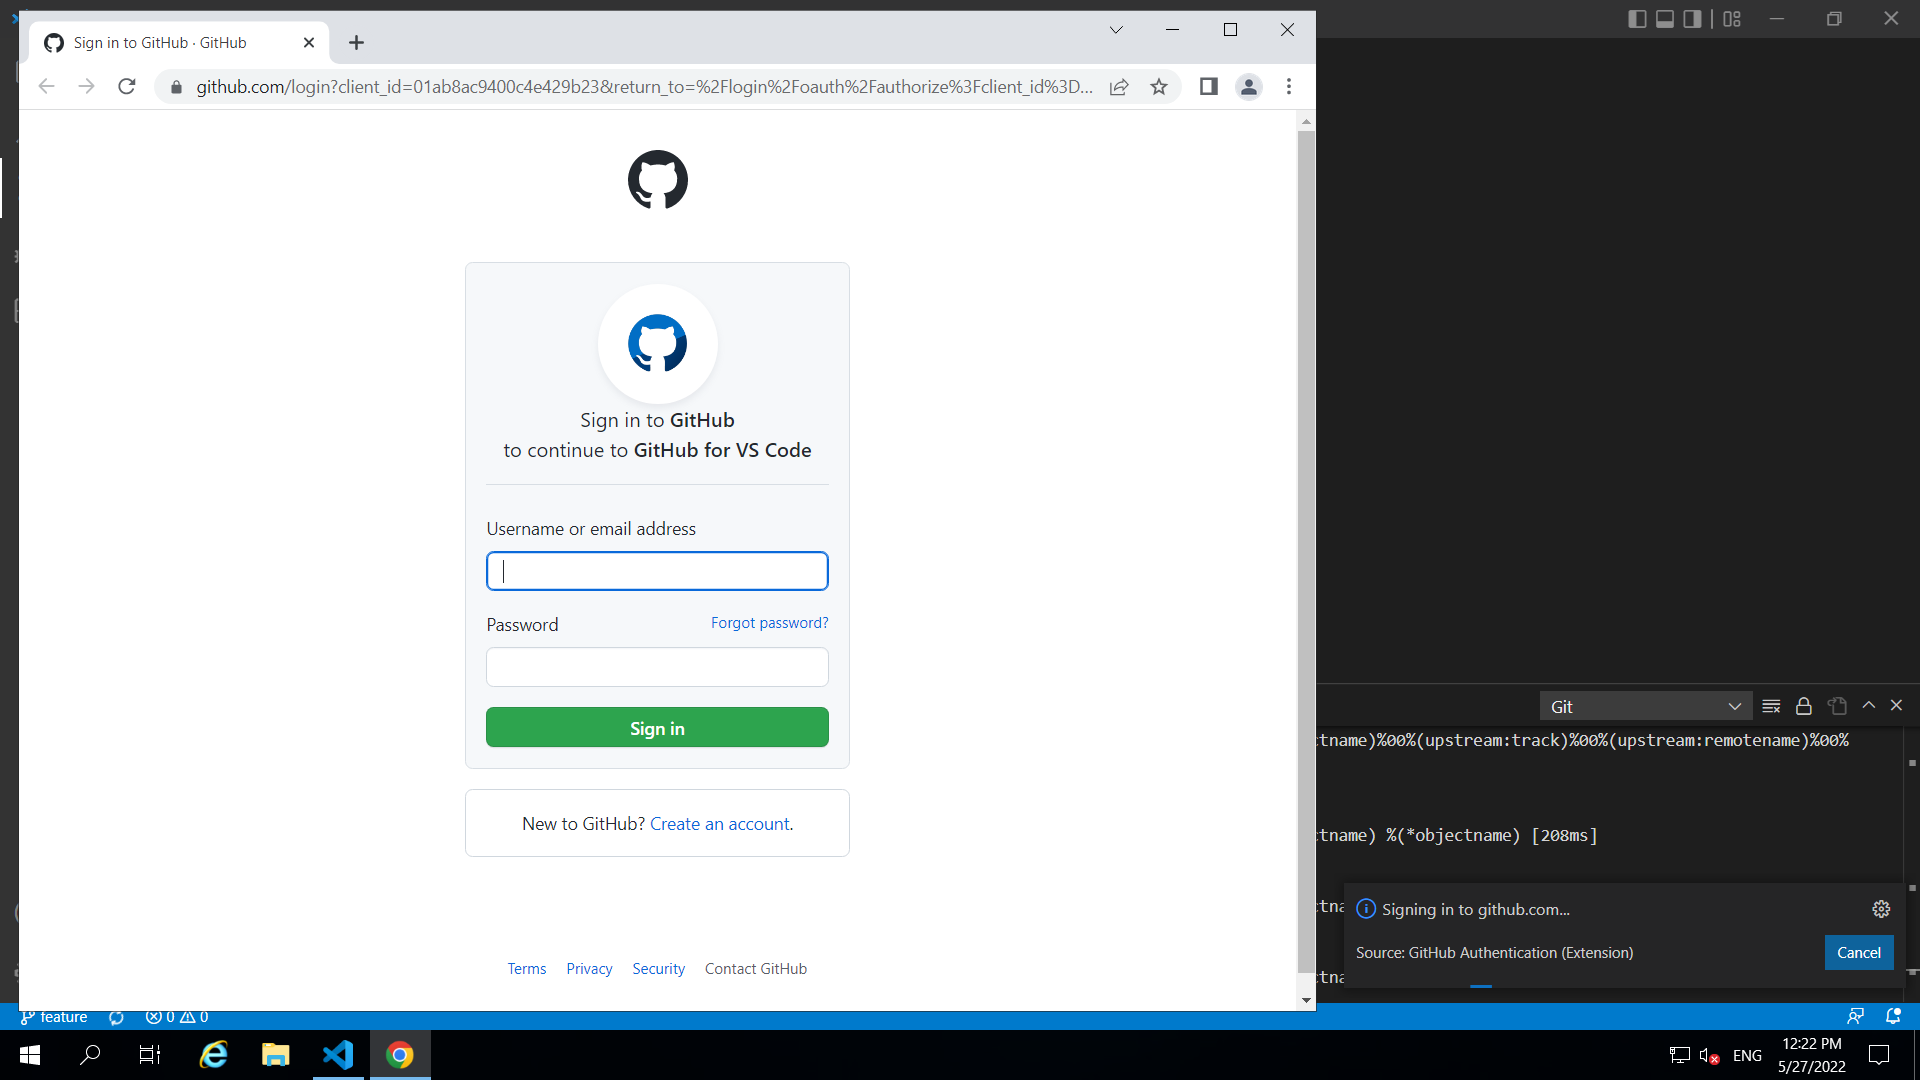 Sign in to GitHub · GitHub
github.com/login?client_id=01ab8ac9400c4e429b23&return_to=%2Flogin%2Foauth%2Fauthorize%3Fclient_id%3D...
Sign in to GitHub
to continue to GitHub for VS Code
Username or email address
Password
Forgot password?
Sign in
New to GitHub? Create an account.
Terms
Privacy
Security
Contact GitHub
Git
ctname)%00%(upstream:track)%00%(upstream:remotename)%00%
ctname) %(*objectname) [208ms]
ctna
ctna
Signing in to github.com...
Source: GitHub Authentication (Extension)
Cancel
feature
0
0
ENG
12:22 PM
5/27/2022